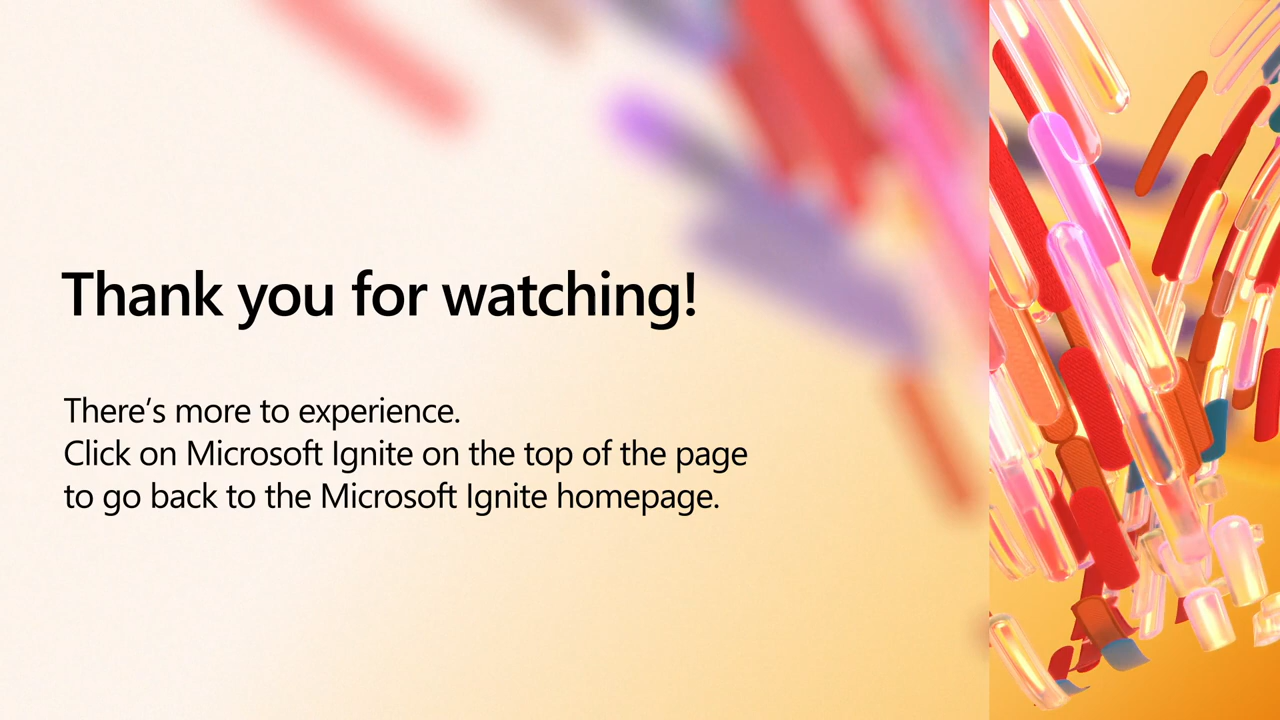 Thank you for watching!
There’s more to experience.
Click on Microsoft Ignite on the top of the page
to go back to the Microsoft Ignite homepage.